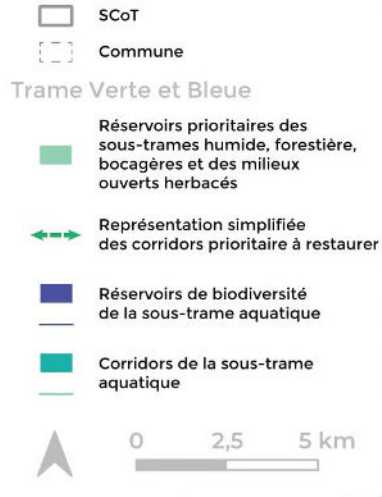 SCoT
Commune
Trame Verte et Bleue
Réservoirs prioritaires des
sous-trames humide, forestière,
bocagères et des milieux
ouverts herbacés
Représentation simplifiée
des corridors prioritaire à restaurer
Réservoirs de biodiversité
de la sous-trame aquatique
Corridors de la sous-trame
aquatique
0 2,5 5 km